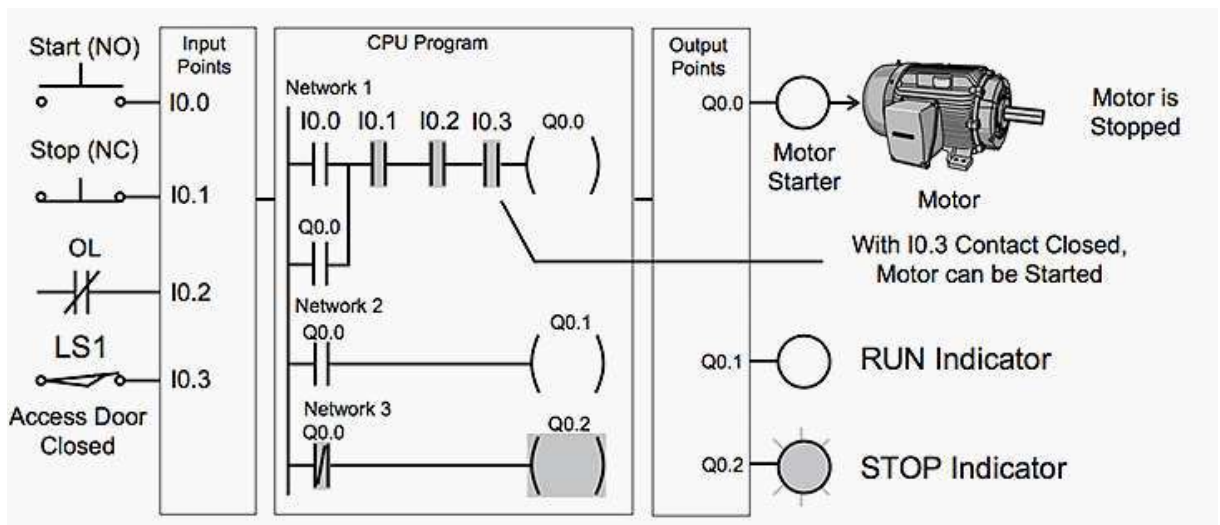 Start (NO)
I0.0
Stop (NC)
I0.1
OL
I0.2
LS1
I0.3
Access Door
Closed
Input
Points
CPU Program
Network 1
I0.0 I0.1 I0.2 I0.3 Q0.0
Q0.0
Network 2
Q0.0 Q0.1
Network 3
Q0.0 Q0.2
Output
Points
Q0.0
Motor
Starter
Motor
Motor is
Stopped
With I0.3 Contact Closed,
Motor can be Started
Q0.1 RUN Indicator
Q0.2 STOP Indicator